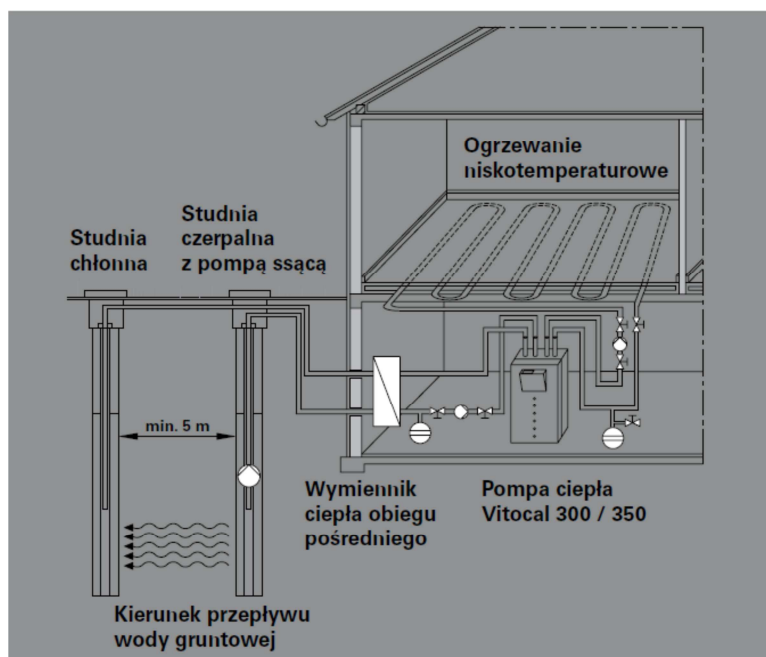 Ogrzewanie
niskotemperaturowe
Studnia
chłonna
Studnia
czerpalna
z pompą ssącą
min. 5 m
Wymiennik
ciepła obiegu
pośredniego
Pompa ciepła
Vitocal 300 / 350
Kierunek przepływu
wody gruntowej